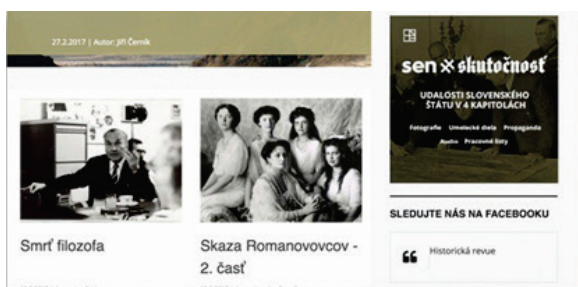 27.2.2017 | Autor: Jiří Černík
Smrť filozofa
Skaza Romanovovcov -
2. časť
sen × skutočnosť
UDALOSTI SLOVENSKÉHO
ŠTÁTU V 4 KAPITOLÁCH
Fotografie Umelecké diela Propaganda
Audio Pracovné listy
SLEDUJTE NÁS NA FACEBOOKU
Historická revue